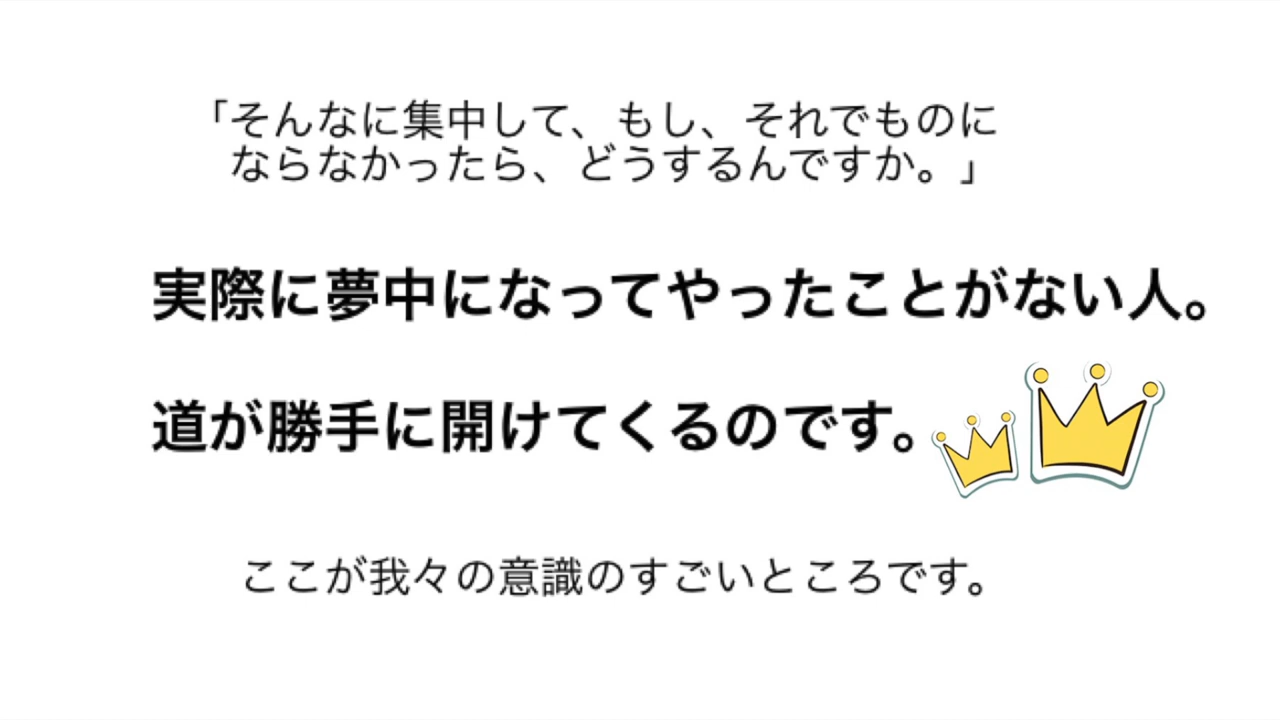 「そんなに集中して、もし、それでものに
ならなかったら、どうするんですか。」
実際に夢中になってやったことがない人。
道が勝手に開けてくるのです。
ここが我々の意識のすごいところです。